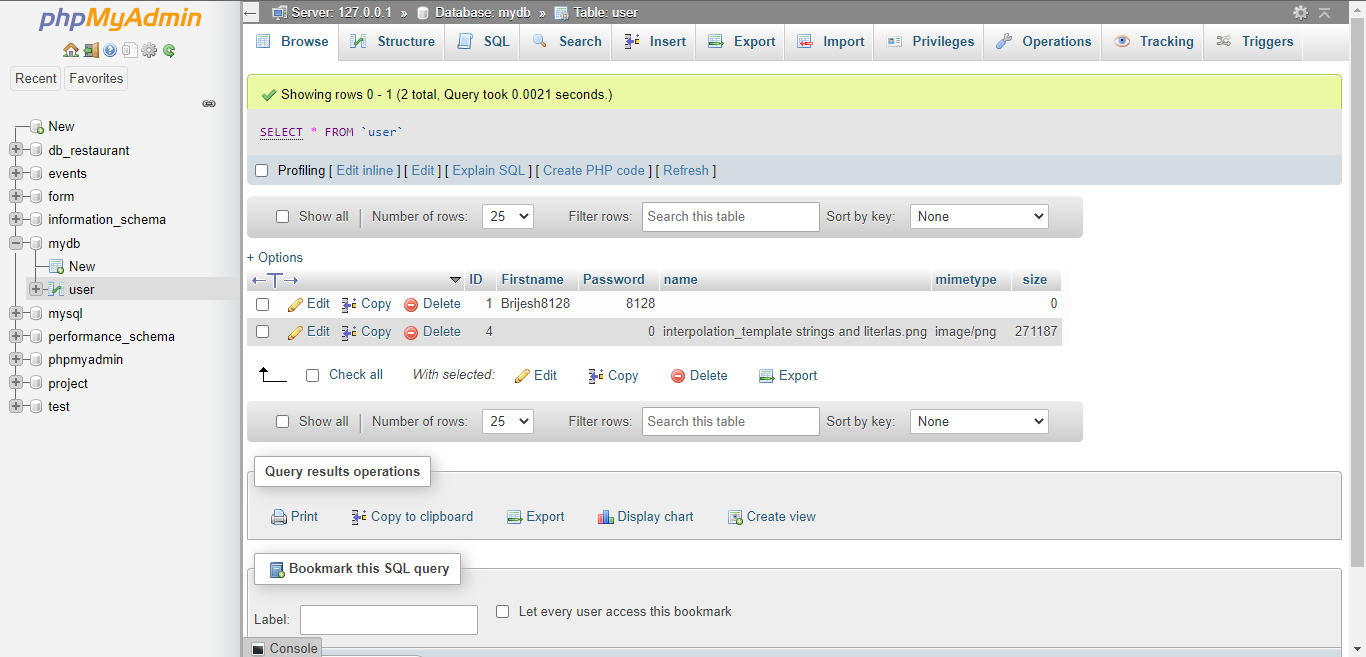 phpMyAdmin
Recent Favorites
New
db_restaurant
events
form
information_schema
mydb
New
user
mysql
performance_schema
phpmyadmin
project
test
Server: 127.0.0.1 » Database: mydb » Table: user
Browse Structure SQL Search Insert Export Import Privileges Operations Tracking Triggers
Showing rows 0 - 1 (2 total, Query took 0.0021 seconds.)
SELECT * FROM `user`
Profiling [ Edit inline ] [ Edit ] [ Explain SQL ] [ Create PHP code ] [ Refresh ]
Show all Number of rows: 25 Filter rows: Search this table Sort by key: None
+ Options
ID Firstname Password name mimetype size
Edit Copy Delete 1 Brijesh8128 8128 0
Edit Copy Delete 4 0 interpolation_template strings and literlas.png image/png 271187
Check all With selected: Edit Copy Delete Export
Show all Number of rows: 25 Filter rows: Search this table Sort by key: None
Query results operations
Print Copy to clipboard Export Display chart Create view
Bookmark this SQL query
Label: Let every user access this bookmark
Console